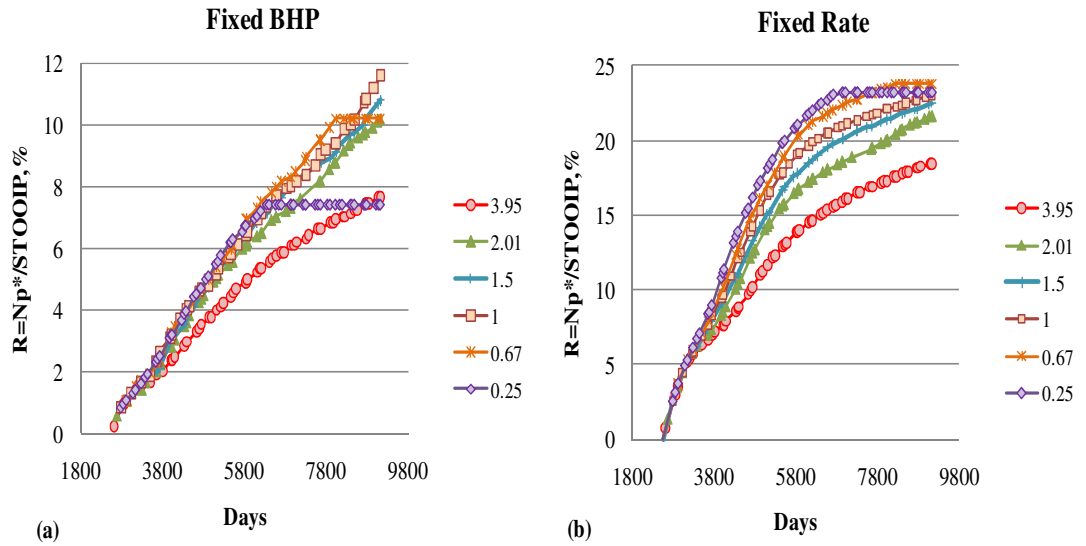 Fixed BHP
R=Np*/STOOIP, %
12
10
8
6
4
2
0
1800 3800 5800 7800 9800
Days
(a)
3.95
2.01
1.5
1
0.67
0.25
Fixed Rate
R=Np*/STOOIP, %
25
20
15
10
5
0
1800 3800 5800 7800 9800
Days
(b)
3.95
2.01
1.5
1
0.67
0.25